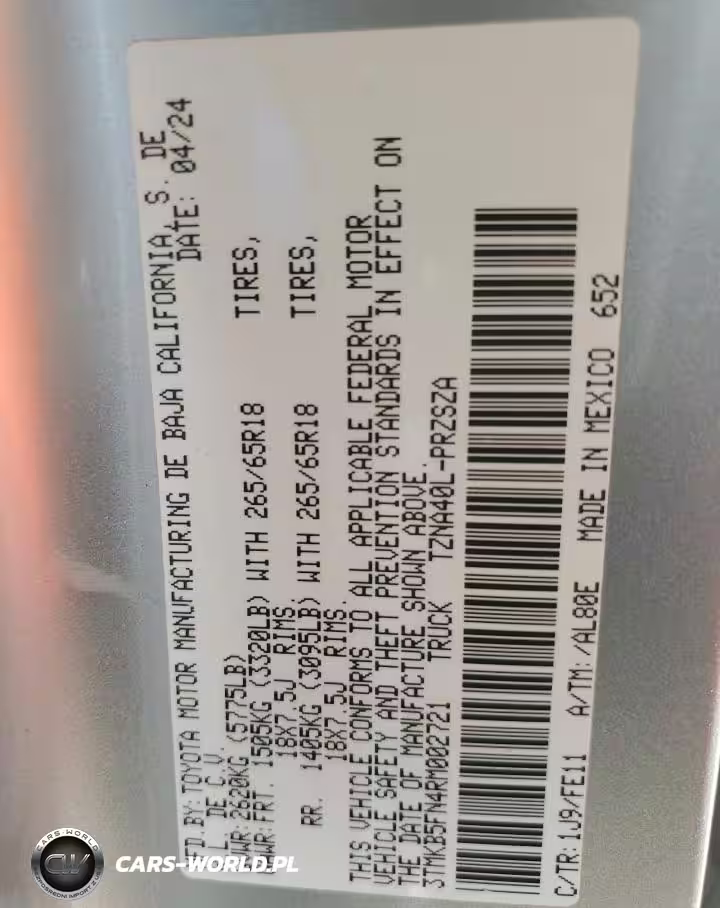 MFD.BY:TOYOTA MOTOR MANUFACTURING DE BAJA CALIFORNIA, S. DE
L. DE C.V. DATE: 04/24
GVWR:2620KG (5775LB)
GAWR:FRT. 1505KG (3320LB) WITH 265/65R18 TIRES,
18X7.5J RIMS.
RR. 1405KG (3095LB) WITH 265/65R18 TIRES,
18X7.5J RIMS.
THIS VEHICLE CONFORMS TO ALL APPLICABLE FEDERAL MOTOR
VEHICLE SAFETY AND THEFT PREVENTION STANDARDS IN EFFECT ON
THE DATE OF MANUFACTURE SHOWN ABOVE.
3TMKB5FN4RM002721 TRUCK TZNA40L-PRZSZA
C/TR:1J9/FE11 A/TM:/AL80E MADE IN MEXICO 652
CARS-WORLD
CW
CARS-WORLD.PL